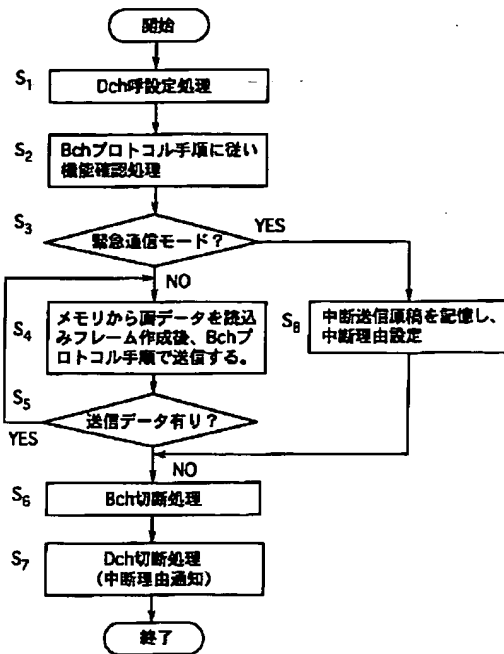 開始
S1
Dch呼設定処理
S2
Bchプロトコル手順に従い
機能確認処理
S3
緊急通信モード?
YES
NO
S4
メモリから画データを読込
みフレーム作成後、Bchプ
ロトコル手順で送信する。
S8
中断送信原稿を記憶し、
中断理由設定
S5
送信データ有り?
YES
NO
S6
Bch切断処理
S7
Dch切断処理
(中断理由通知)
終了